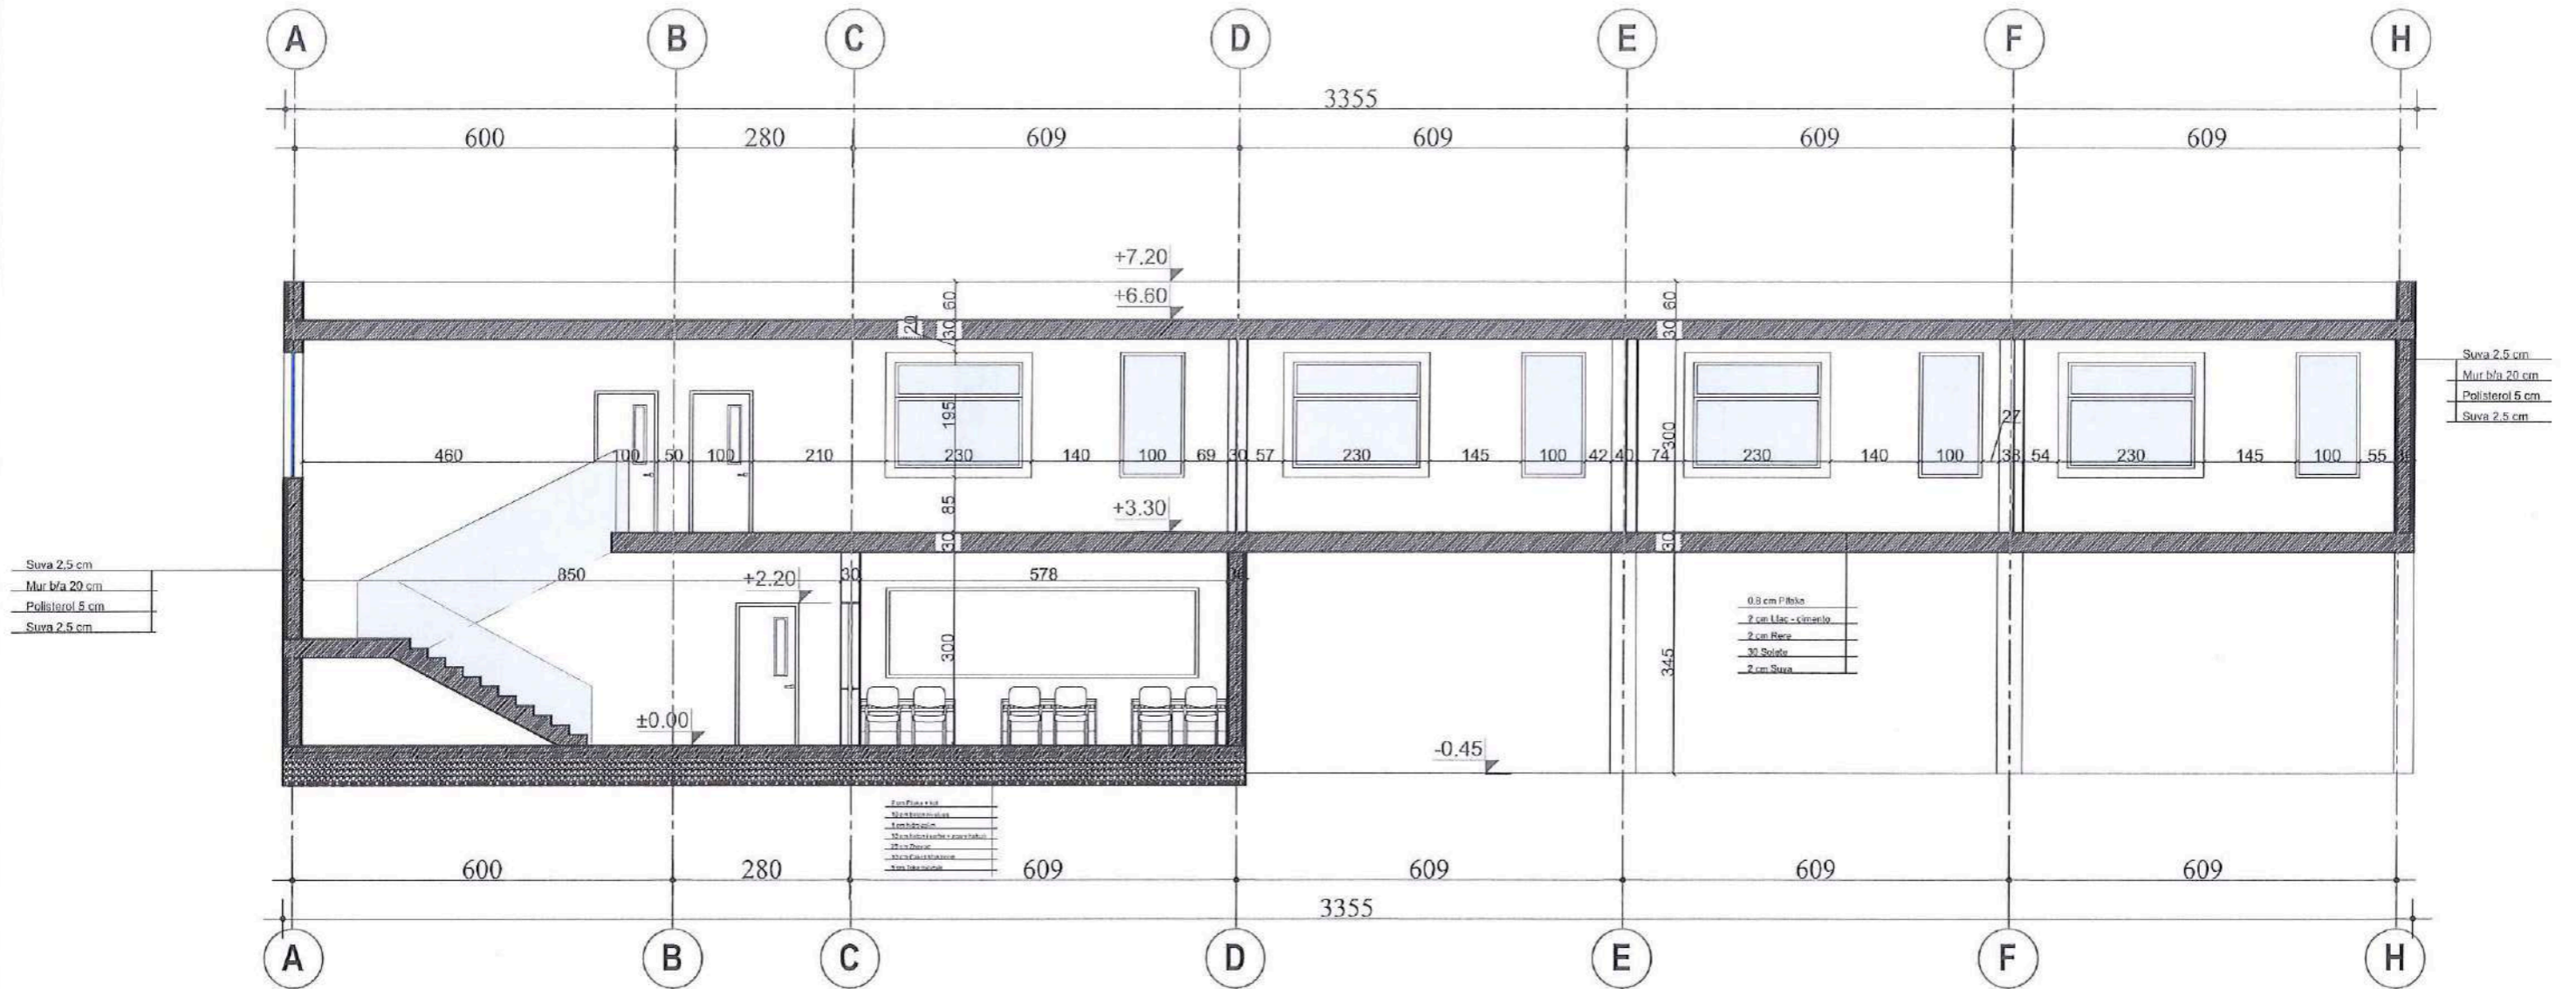 A B C D E F H
3355
600 280 609 609 609 609
+7.20
+6.60
60 60
20 30 30
Suva 2.5 cm
Mur b/a 20 cm
Polisterol 5 cm
Suva 2.5 cm
195 300 27
460 100 50 100 210 230 140 100 69 30 57 230 145 100 42 40 74 230 140 100 38 54 230 145 100 55
85
+3.30
30 30
Suva 2.5 cm
Mur b/a 20 cm
Polisterol 5 cm
Suva 2.5 cm
850 +2.20 30 578
0.8 cm Pllaka
2 cm Llac - çimento
2 cm Rere
30 Soleta
2 cm Suva
300 345
±0.00
-0.45
600 280 609 609 609 609
3355
A B C D E F H